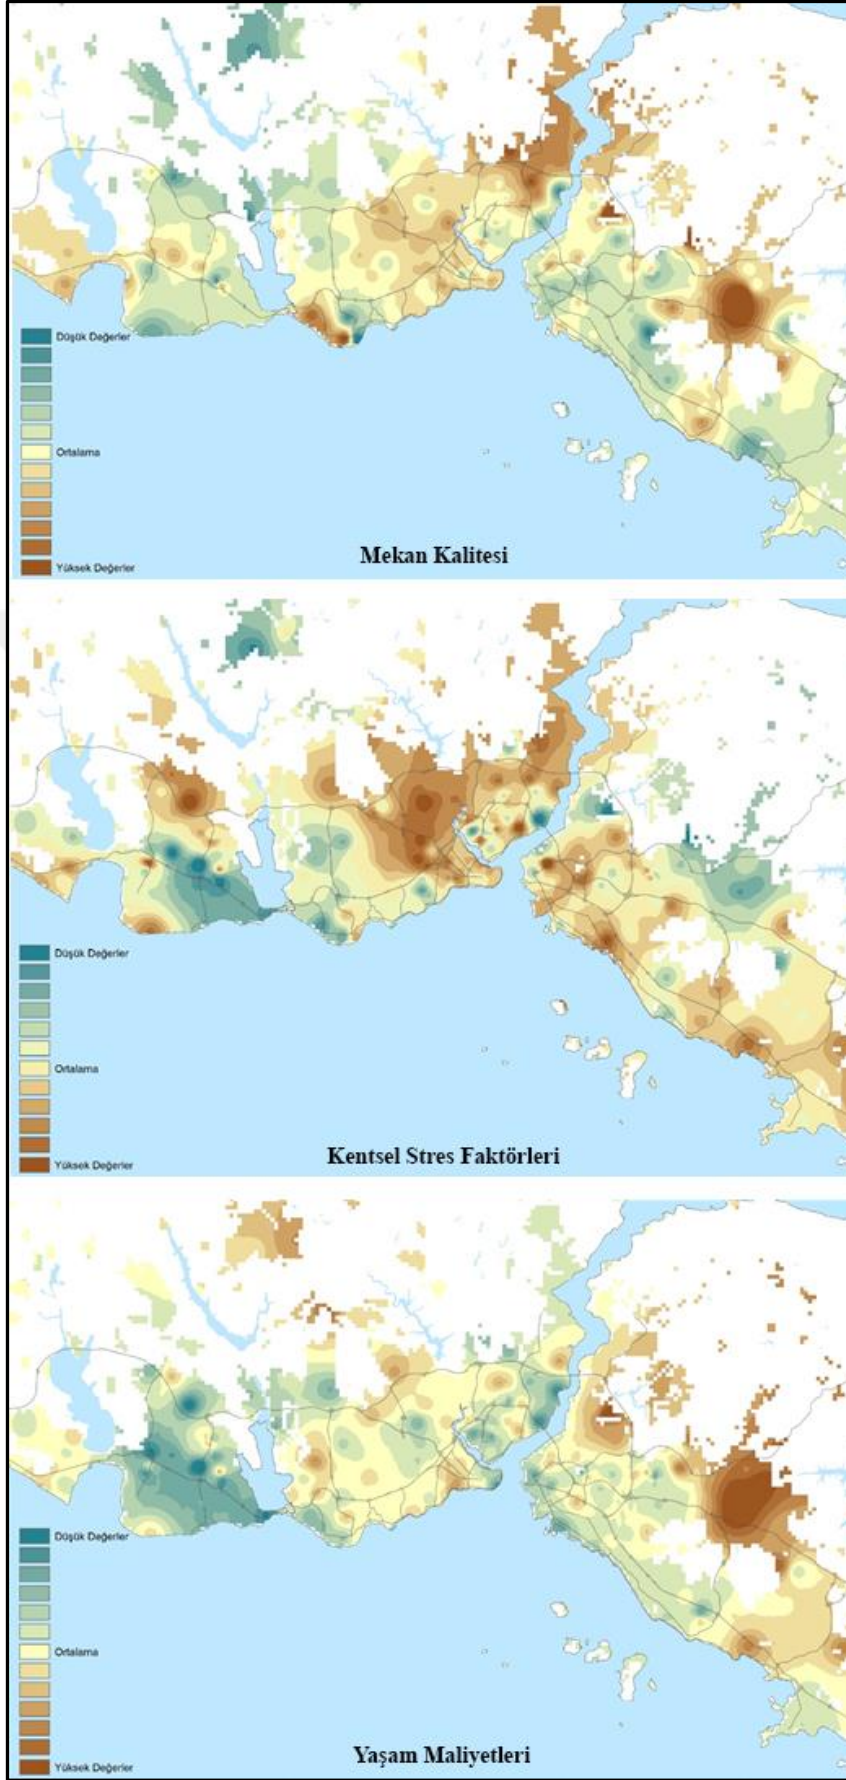 Düşük Değerler
Ortalama
Yüksek Değerler
Mekan Kalitesi
Düşük Değerler
Ortalama
Yüksek Değerler
Kentsel Stres Faktörleri
Düşük Değerler
Ortalama
Yüksek Değerler
Yaşam Maliyetleri